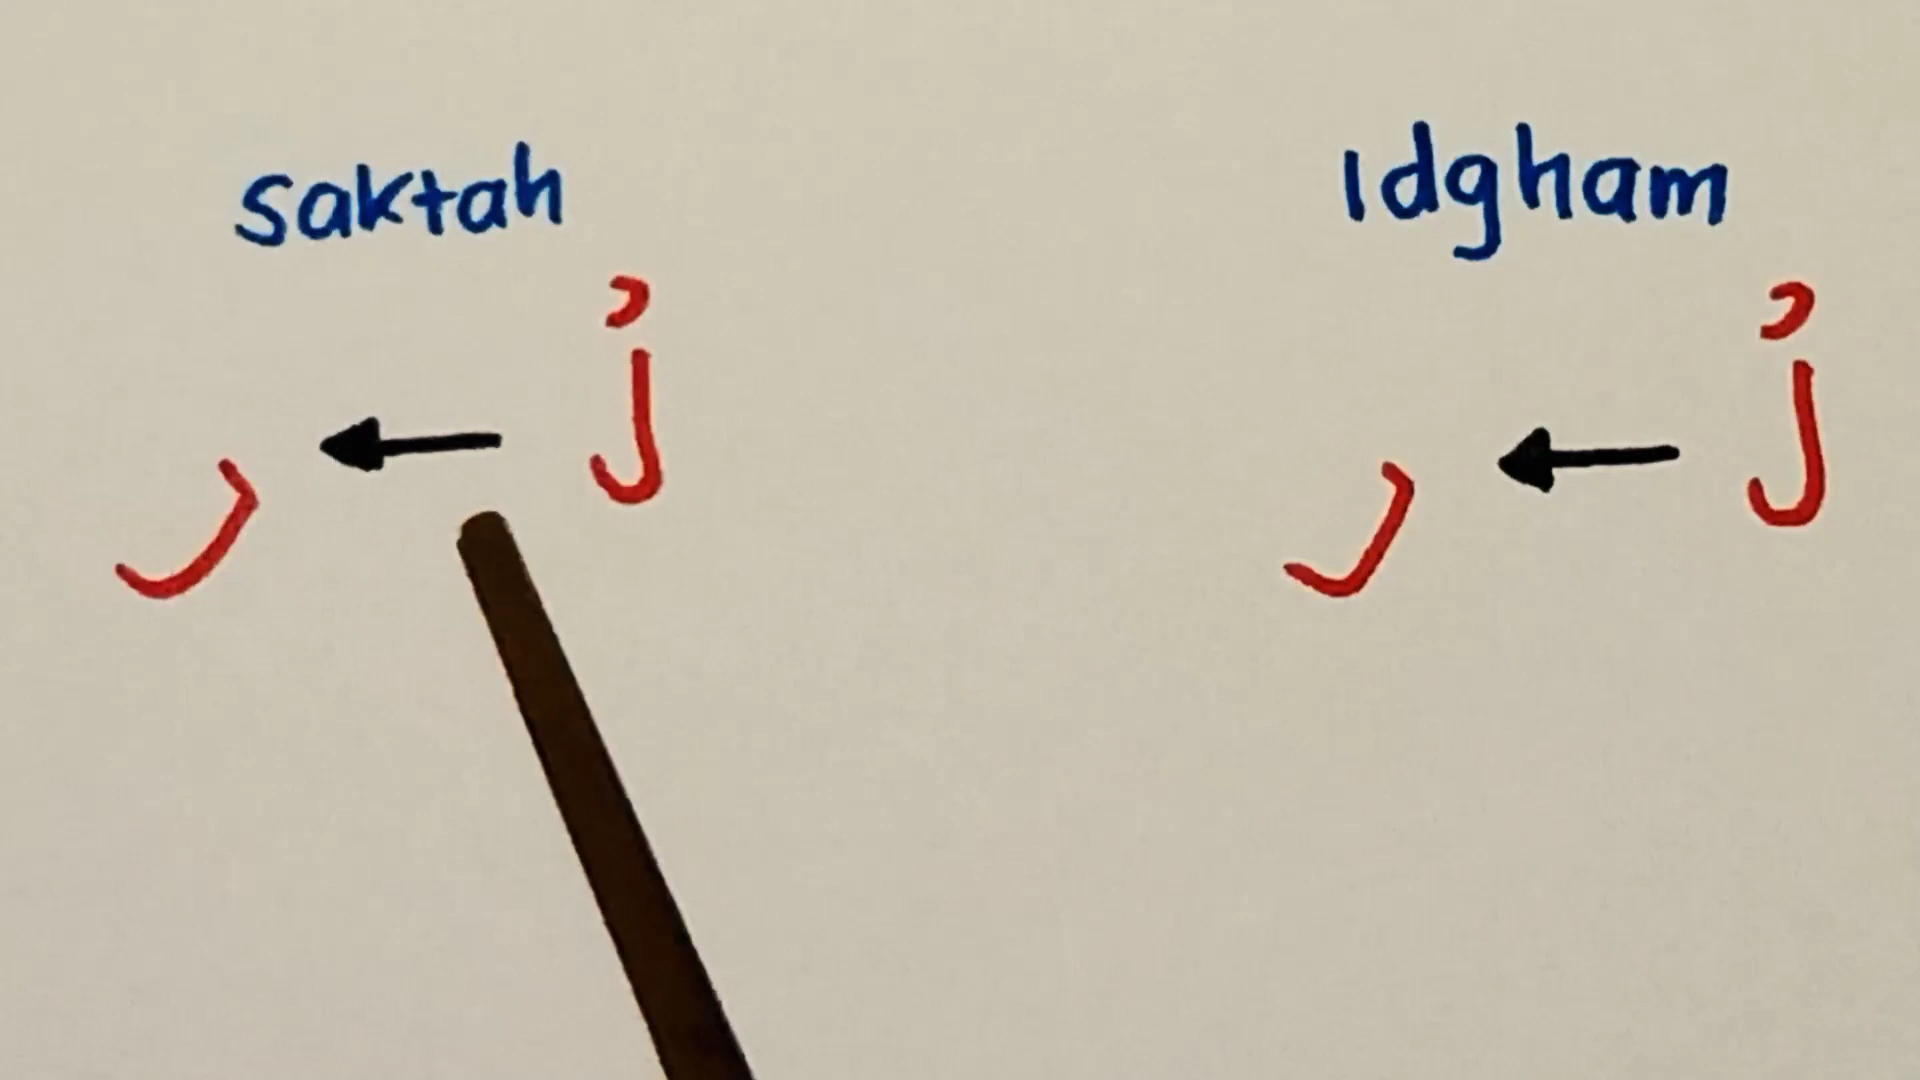 saktah
Idgham
لْ ← ر
لْ ← ر